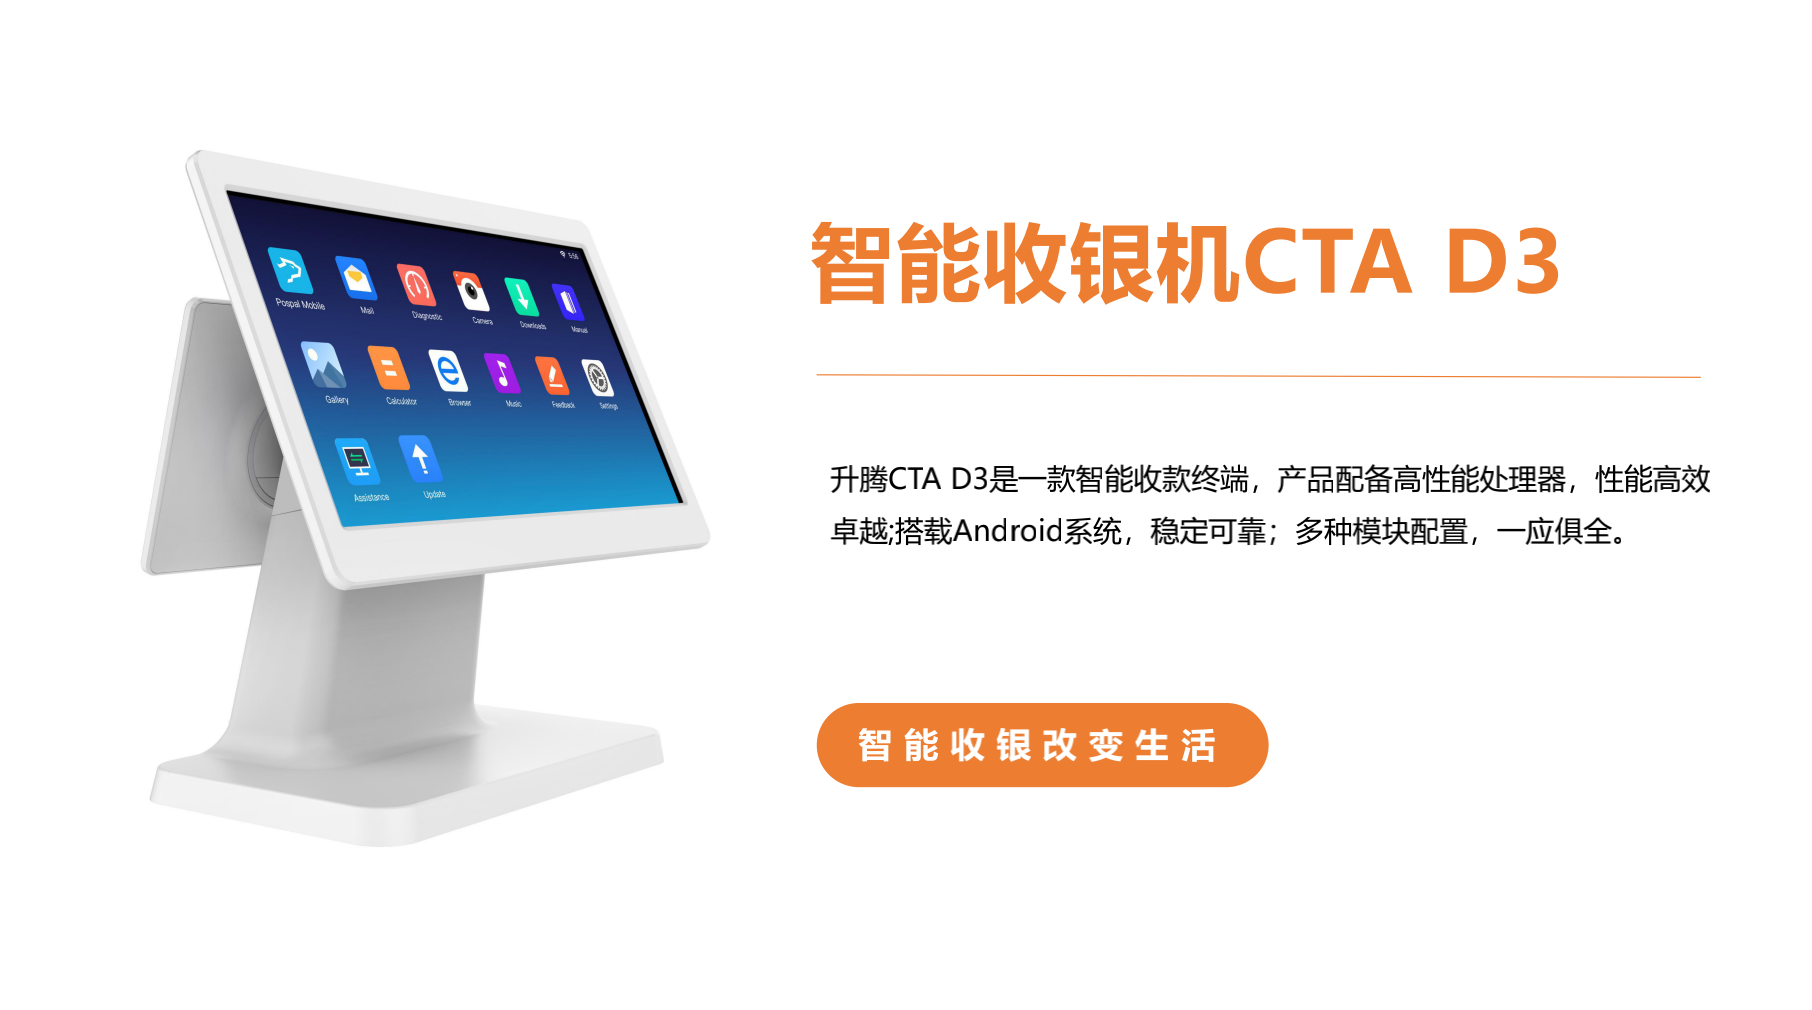 5:56
Pospal Mobile
Mail
Diagnostic
Camera
Downloads
Manual
Gallery
Calculator
Browser
Music
Feedback
Settings
Assistance
Update
智能收银机CTA D3
升腾CTA D3是一款智能收款终端，产品配备高性能处理器，性能高效
卓越;搭载Android系统，稳定可靠；多种模块配置，一应俱全。
智能收银改变生活